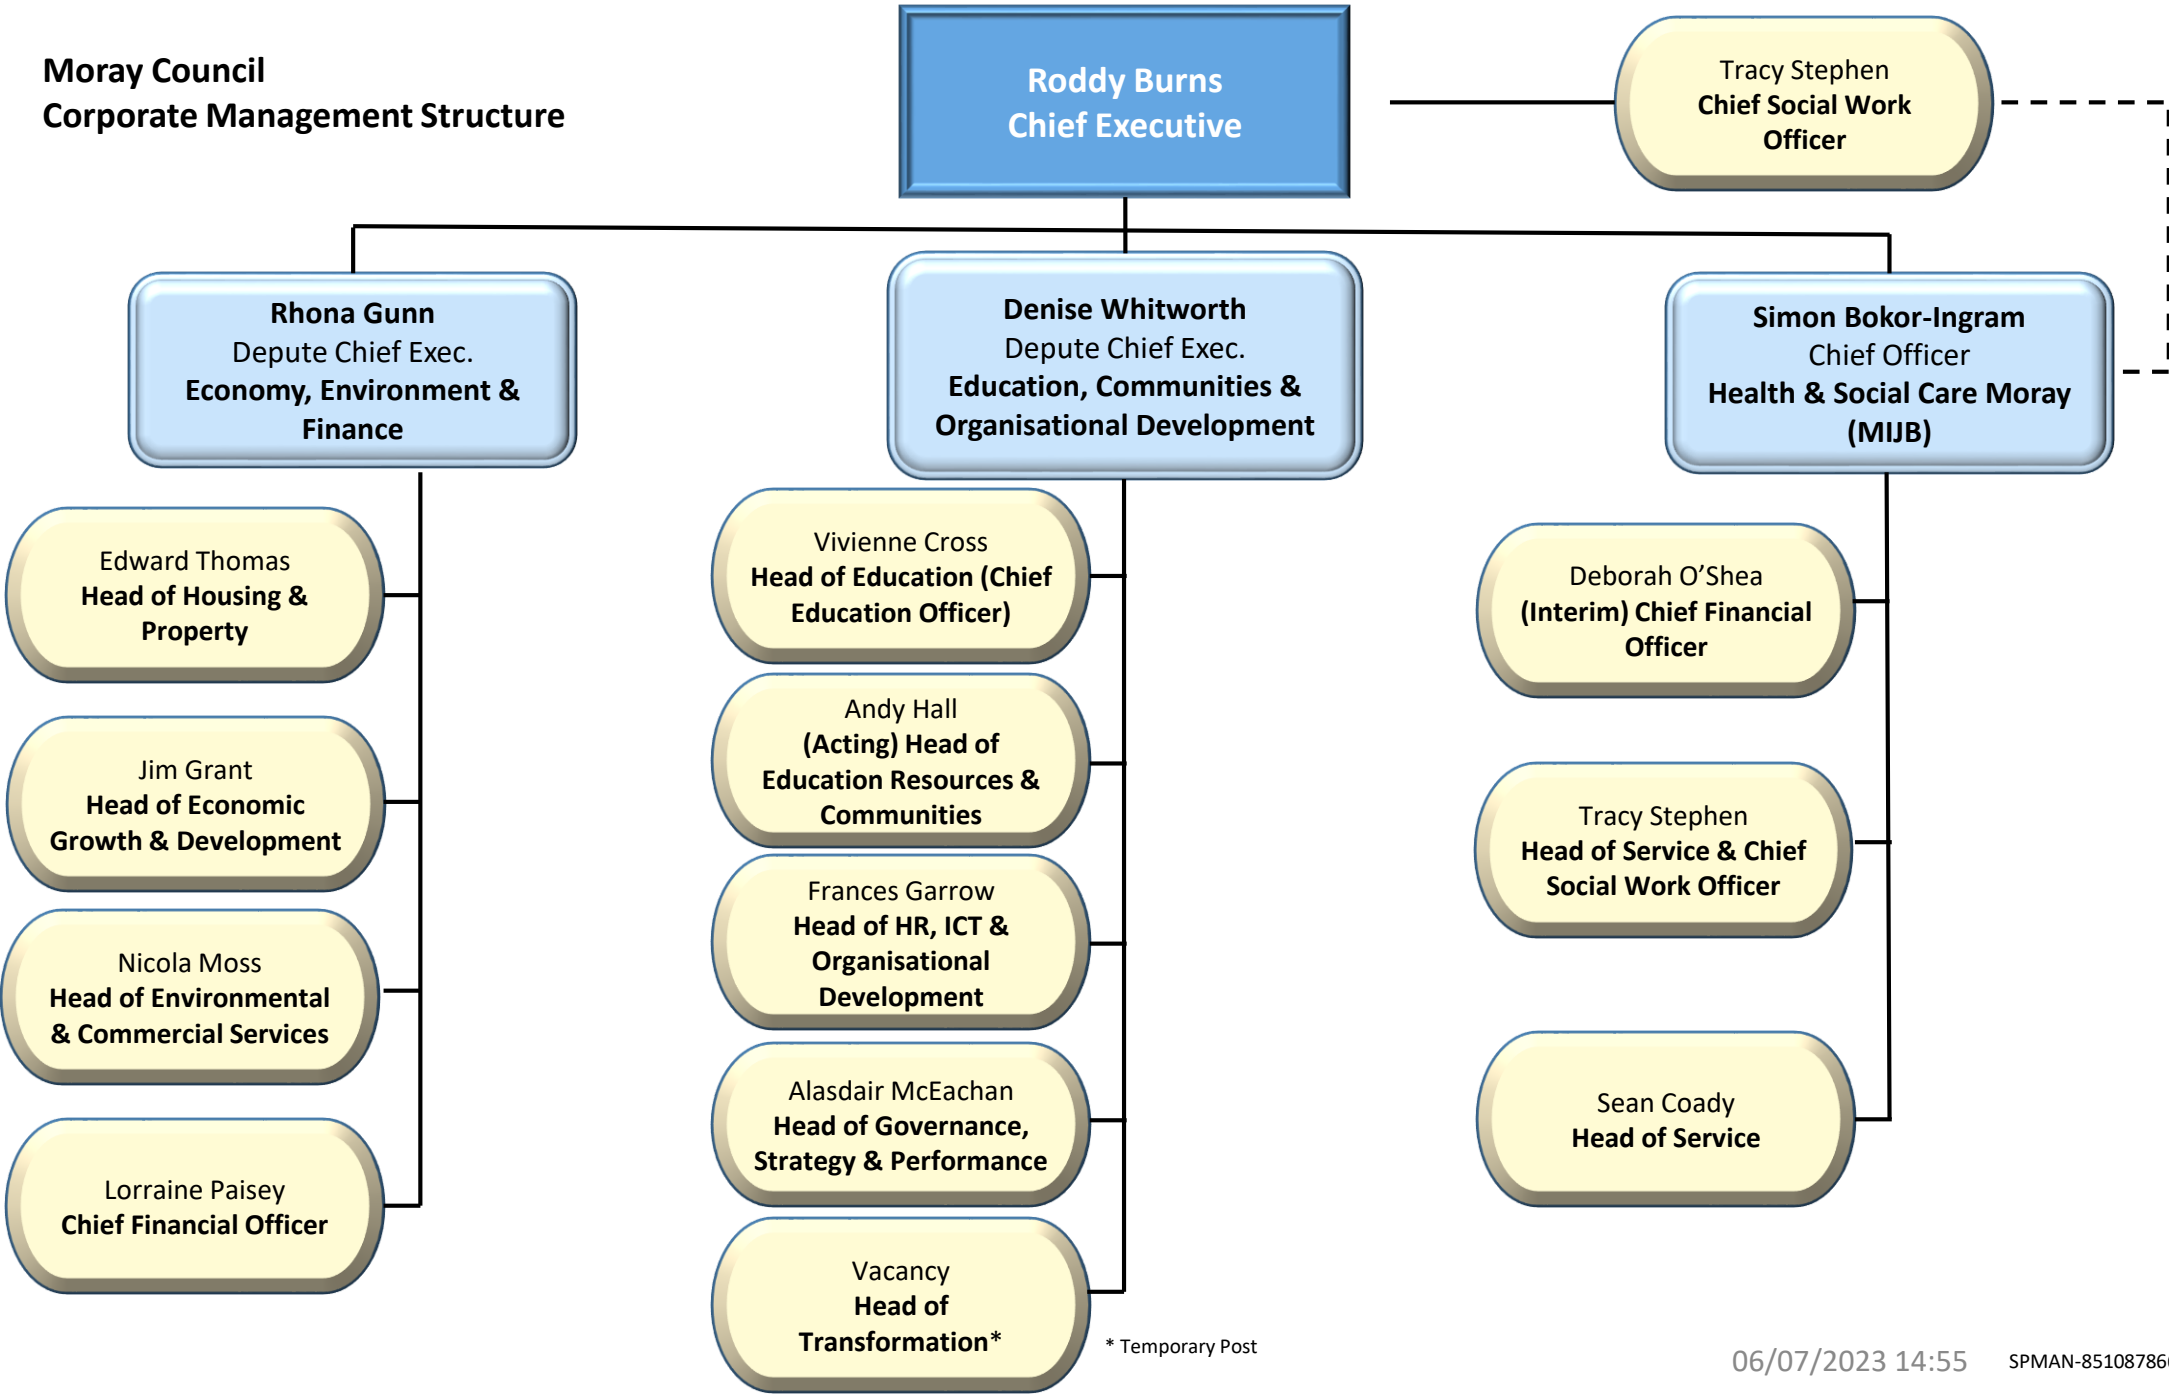 Moray Council
Corporate Management Structure
Roddy Burns
Chief Executive
Tracy Stephen
Chief Social Work
Officer
Rhona Gunn
Depute Chief Exec.
Economy, Environment &
Finance
Denise Whitworth
Depute Chief Exec.
Education, Communities &
Organisational Development
Simon Bokor-Ingram
Chief Officer
Health & Social Care Moray
(MIJB)
Edward Thomas
Head of Housing &
Property
Jim Grant
Head of Economic
Growth & Development
Nicola Moss
Head of Environmental
& Commercial Services
Lorraine Paisey
Chief Financial Officer
Vivienne Cross
Head of Education (Chief
Education Officer)
Andy Hall
(Acting) Head of
Education Resources &
Communities
Frances Garrow
Head of HR, ICT &
Organisational
Development
Alasdair McEachan
Head of Governance,
Strategy & Performance
Vacancy
Head of
Transformation*
* Temporary Post
Deborah O’Shea
(Interim) Chief Financial
Officer
Tracy Stephen
Head of Service & Chief
Social Work Officer
Sean Coady
Head of Service
06/07/2023 14:55